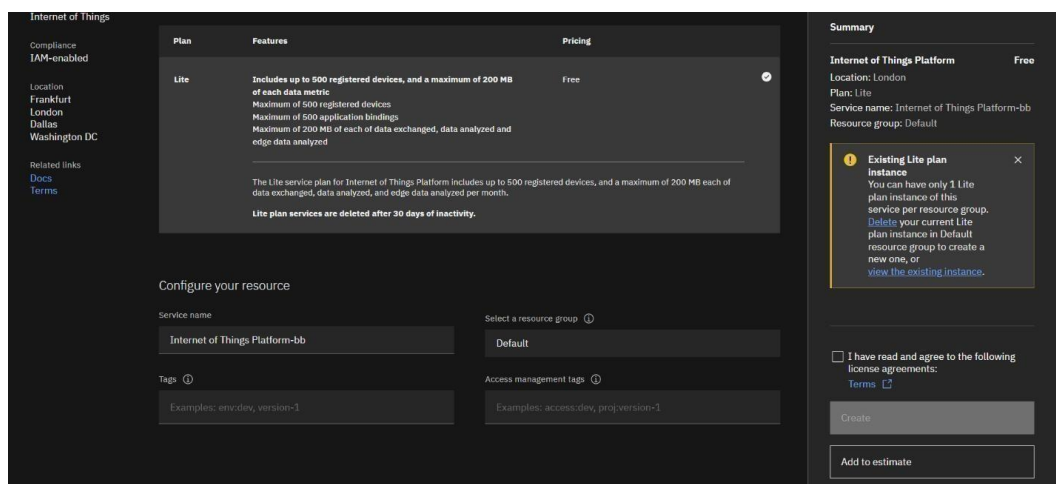 Internet of Things
Compliance
IAM-enabled
Location
Frankfurt
London
Dallas
Washington DC
Related links
Docs
Terms
Plan Features Pricing
Lite Includes up to 500 registered devices, and a maximum of 200 MB Free
of each data metric
Maximum of 500 registered devices
Maximum of 500 application bindings
Maximum of 200 MB of each of data exchanged, data analyzed and
edge data analyzed
The Lite service plan for Internet of Things Platform includes up to 500 registered devices, and a maximum of 200 MB each of
data exchanged, data analyzed, and edge data analyzed per month.
Lite plan services are deleted after 30 days of inactivity.
Configure your resource
Service name
Internet of Things Platform-bb
Select a resource group
Default
Tags
Examples: env:dev, version-1
Access management tags
Examples: access:dev, proj:version-1
Summary
Internet of Things Platform Free
Location: London
Plan: Lite
Service name: Internet of Things Platform-bb
Resource group: Default
Existing Lite plan
instance
You can have only 1 Lite
plan instance of this
service per resource group.
Delete your current Lite
plan instance in Default
resource group to create a
new one, or
view the existing instance.
I have read and agree to the following
license agreements:
Terms
Create
Add to estimate